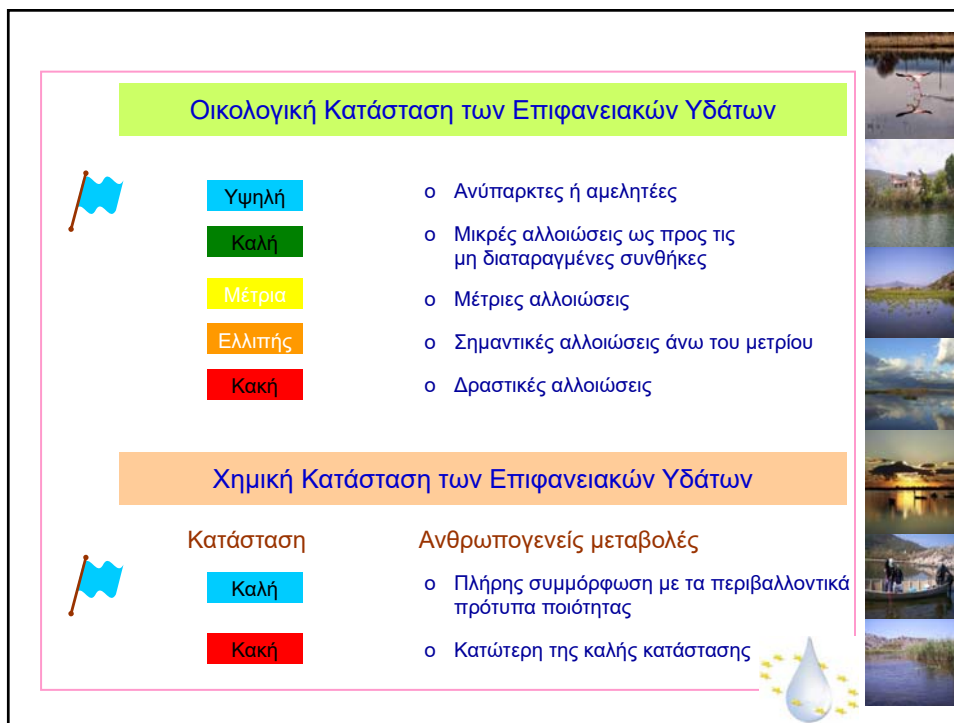 Οικολογική Κατάσταση των Επιφανειακών Υδάτων
Υψηλή
o Ανύπαρκτες ή αμελητέες
Καλή
o Μικρές αλλοιώσεις ως προς τις
μη διαταραγμένες συνθήκες
Μέτρια
o Μέτριες αλλοιώσεις
Ελλιπής
o Σημαντικές αλλοιώσεις άνω του μετρίου
Κακή
o Δραστικές αλλοιώσεις
Χημική Κατάσταση των Επιφανειακών Υδάτων
Κατάσταση
Ανθρωπογενείς μεταβολές
Καλή
o Πλήρης συμμόρφωση με τα περιβαλλοντικά
πρότυπα ποιότητας
Κακή
o Κατώτερη της καλής κατάστασης